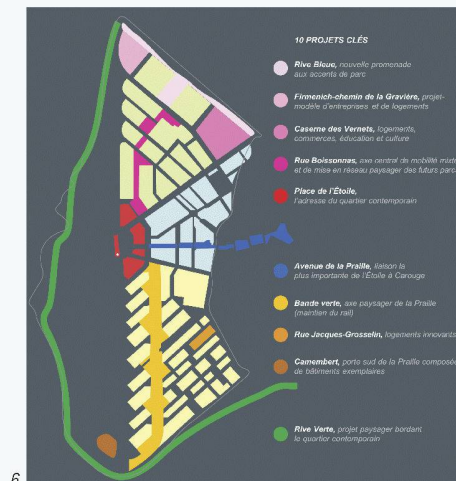 10 PROJETS CLÉS
Rive Bleue, nouvelle promenade
aux accents de parc
Firmenich-chemin de la Gravière, projet-
modèle d'entreprises et de logements
Caserne des Vernets, logements,
commerces, éducation et culture
Rue Boissonnas, axe central de mobilité mixte
et de mise en réseau paysager des futurs parcs
Place de l'Étoile,
l'adresse du quartier contemporain
Avenue de la Praille, liaison la
plus importante de l'Étoile à Carouge
Bande verte, axe paysager de la Praille
(maintien du rail)
Rue Jacques-Grosselin, logements innovants
Camembert, porte sud de la Praille composée
de bâtiments exemplaires
Rive Verte, projet paysager bordant
le quartier contemporain
6